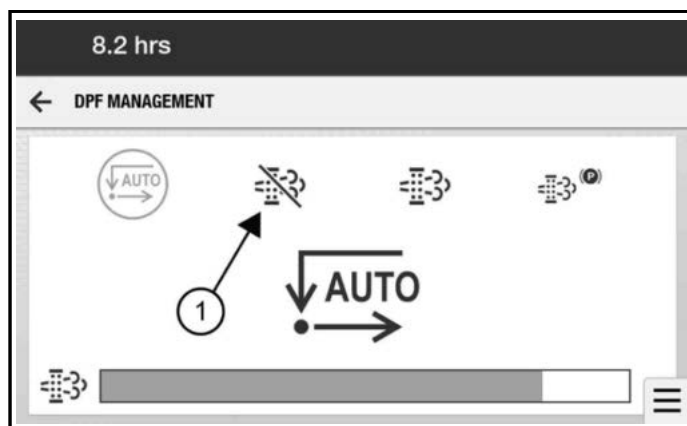 8.2 hrs
DPF MANAGEMENT
AUTO
(P)
1
AUTO